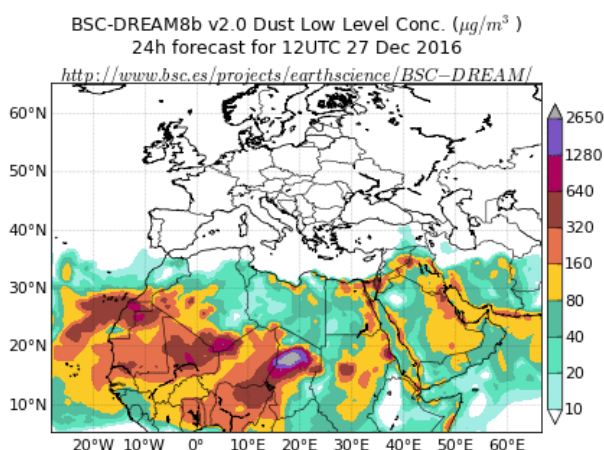 BSC-DREAM8b v2.0 Dust Low Level Conc. (μg/m³ )
24h forecast for 12UTC 27 Dec 2016
http://www.bsc.es/projects/earthscience/BSC−DREAM/
60°N
50°N
40°N
30°N
20°N
10°N
20°W 10°W 0° 10°E 20°E 30°E 40°E 50°E 60°E
2650
1280
640
320
160
80
40
20
10